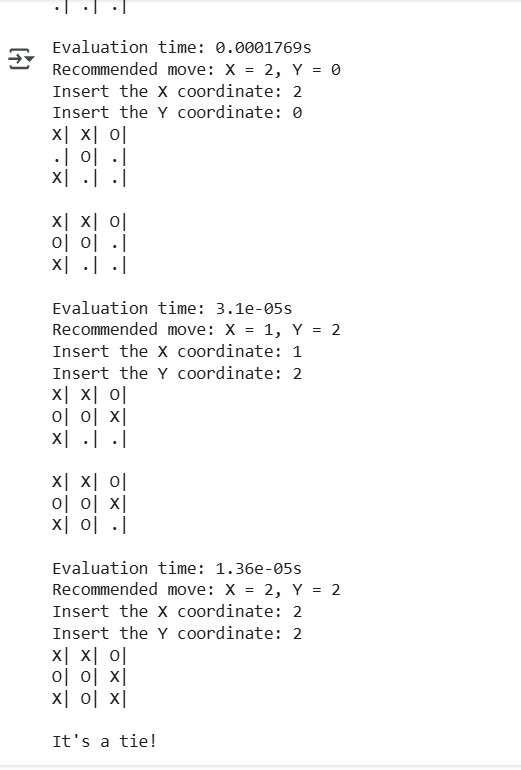 .| .| .|
Evaluation time: 0.0001769s
Recommended move: X = 2, Y = 0
Insert the X coordinate: 2
Insert the Y coordinate: 0
X| X| O|
.| O| .|
X| .| .|

X| X| O|
O| O| .|
X| .| .|

Evaluation time: 3.1e-05s
Recommended move: X = 1, Y = 2
Insert the X coordinate: 1
Insert the Y coordinate: 2
X| X| O|
O| O| X|
X| .| .|

X| X| O|
O| O| X|
X| O| .|

Evaluation time: 1.36e-05s
Recommended move: X = 2, Y = 2
Insert the X coordinate: 2
Insert the Y coordinate: 2
X| X| O|
O| O| X|
X| O| X|

It's a tie!